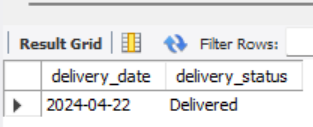 Result Grid Filter Rows:
delivery_date delivery_status
2024-04-22 Delivered